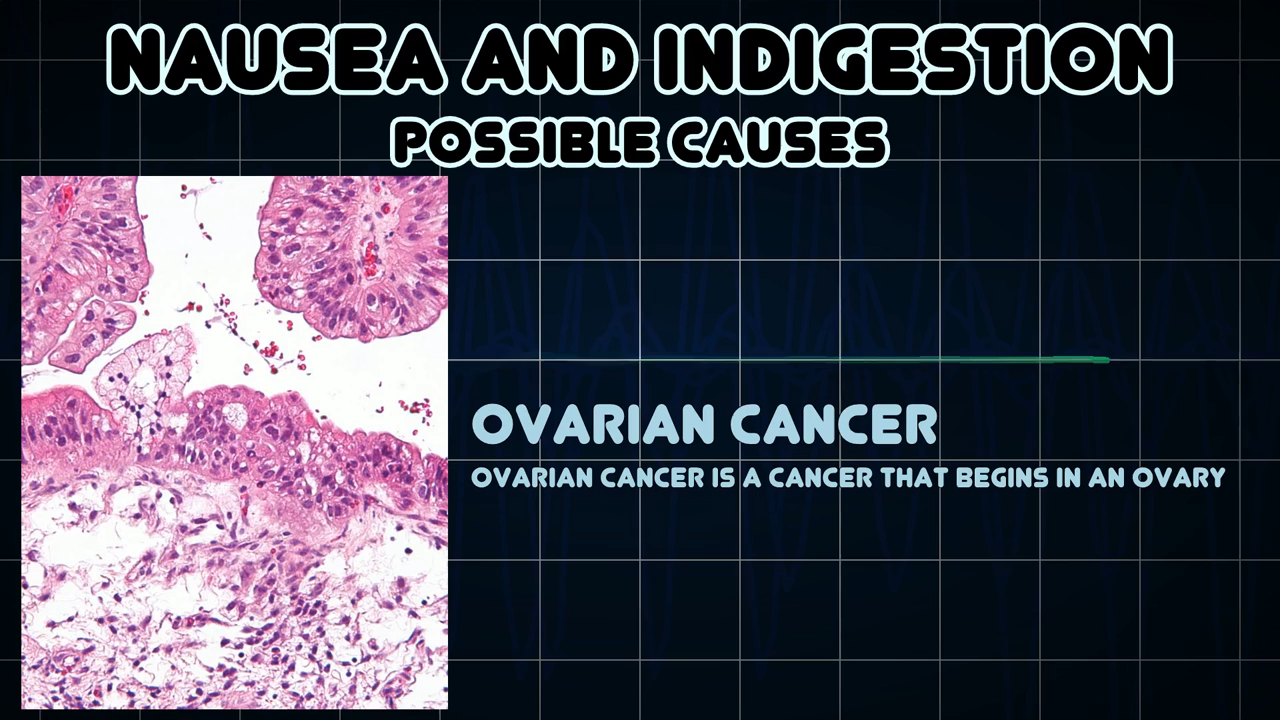 NAUSEA AND INDIGESTION
POSSIBLE CAUSES
OVARIAN CANCER
OVARIAN CANCER IS A CANCER THAT BEGINS IN AN OVARY